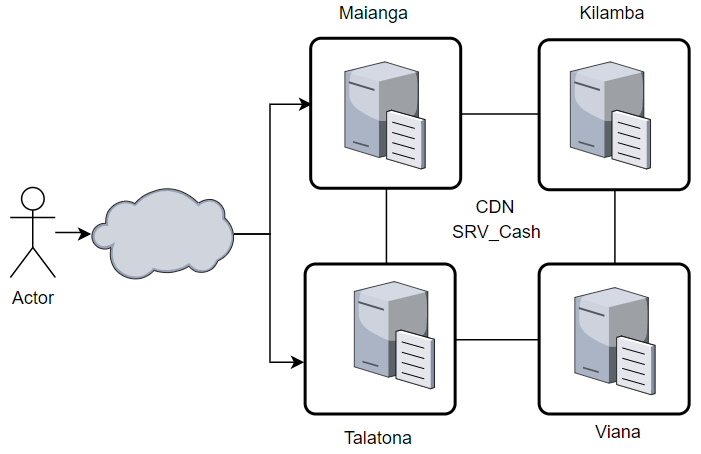 Maianga
Kilamba
CDN
SRV_Cash
Actor
Talatona
Viana